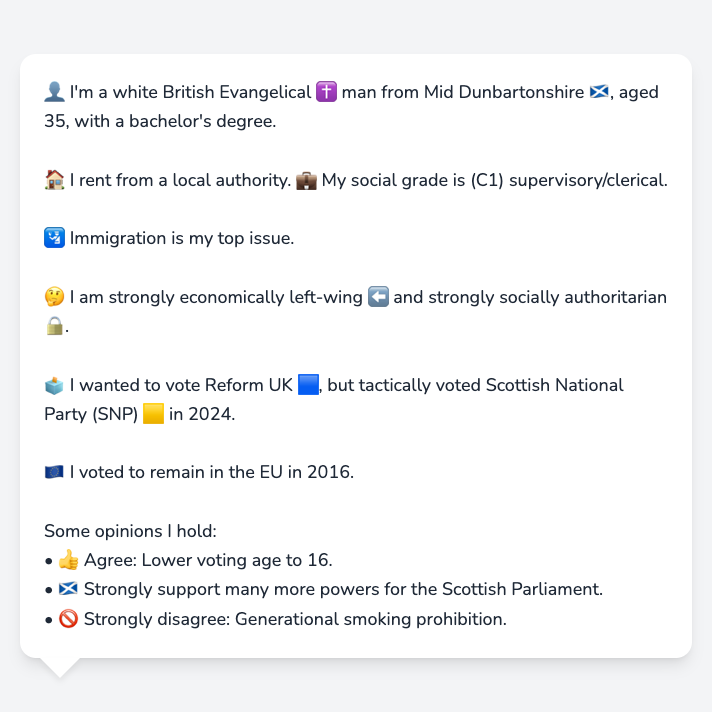 👤 I'm a white British Evangelical ✝️ man from Mid Dunbartonshire 🏴󠁧󠁢󠁳󠁣󠁴󠁿, aged
35, with a bachelor's degree.
🏠 I rent from a local authority. 💼 My social grade is (C1) supervisory/clerical.
🛂 Immigration is my top issue.
🤔 I am strongly economically left-wing ⬅️ and strongly socially authoritarian
🔒.
🗳️ I wanted to vote Reform UK 🟦, but tactically voted Scottish National
Party (SNP) 🟨 in 2024.
🇪🇺 I voted to remain in the EU in 2016.
Some opinions I hold:
• 👍 Agree: Lower voting age to 16.
• 🏴󠁧󠁢󠁳󠁣󠁴󠁿 Strongly support many more powers for the Scottish Parliament.
• 🚫 Strongly disagree: Generational smoking prohibition.